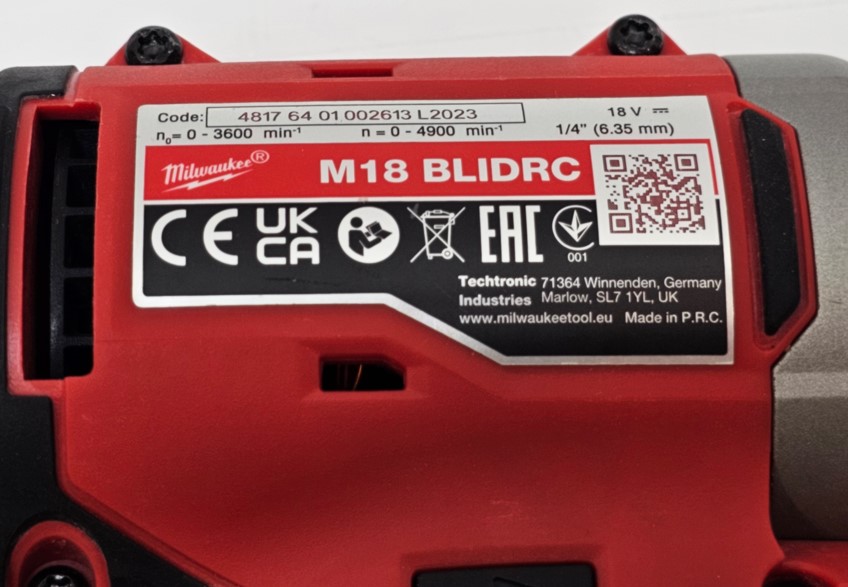 Code: 4817 64 01 002613 L2023 18 V
n₀= 0 - 3600 min⁻¹ n = 0 - 4900 min⁻¹ 1/4" (6.35 mm)
Milwaukee® M18 BLIDRC
CE UK CA EAC
001
Techtronic 71364 Winnenden, Germany
Industries Marlow, SL7 1YL, UK
www.milwaukeetool.eu Made in P.R.C.